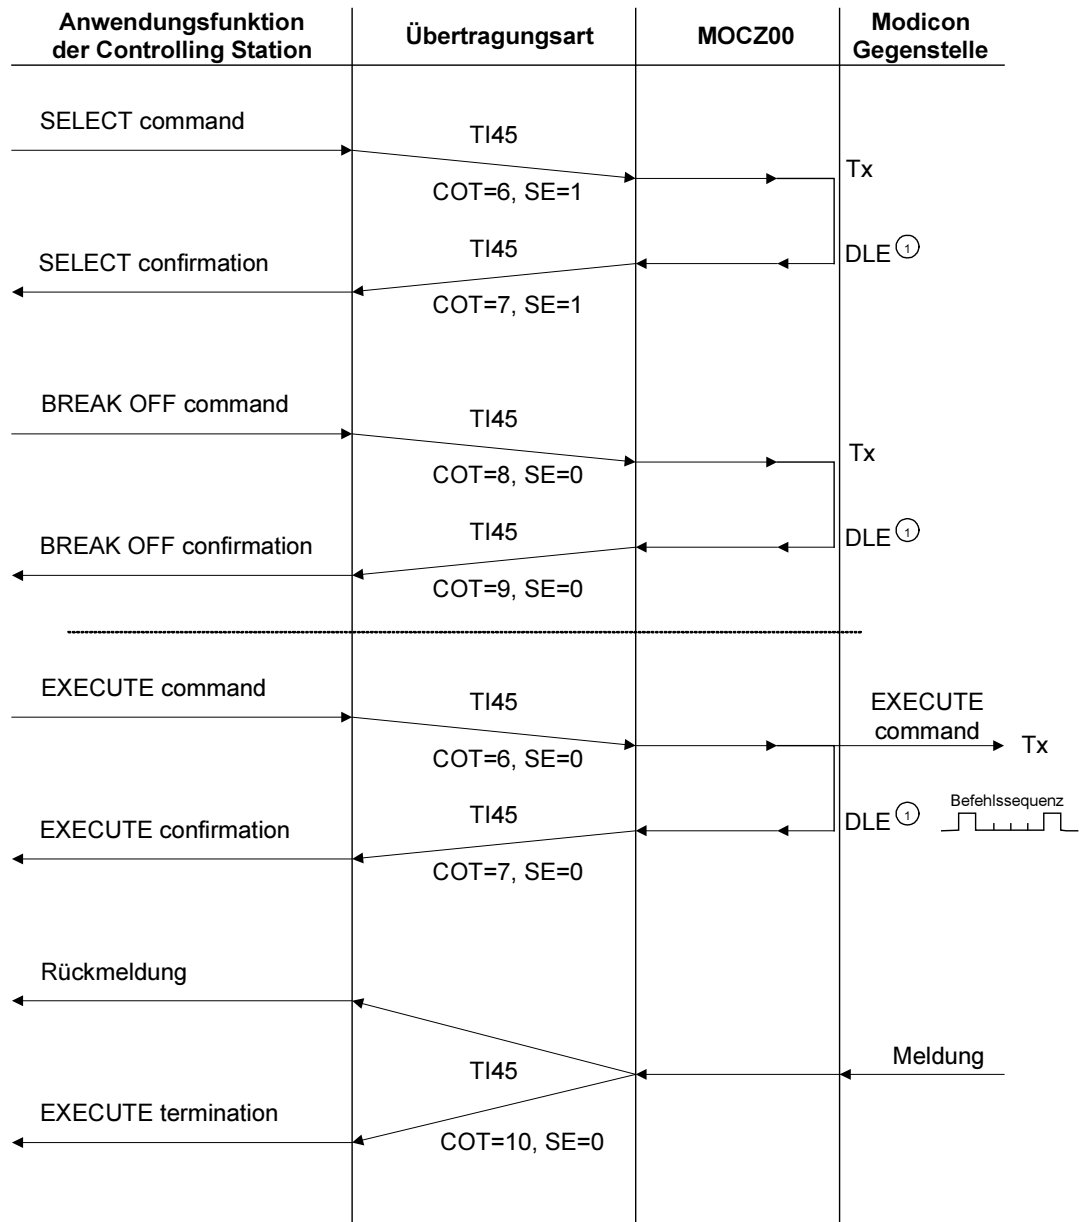 Anwendungsfunktion
der Controlling Station
Übertragungsart
MOCZ00
Modicon
Gegenstelle
SELECT command
TI45
COT=6, SE=1
Tx
SELECT confirmation
TI45
COT=7, SE=1
DLE 1
BREAK OFF command
TI45
COT=8, SE=0
Tx
BREAK OFF confirmation
TI45
COT=9, SE=0
DLE 1
EXECUTE command
TI45
COT=6, SE=0
EXECUTE
command
Tx
EXECUTE confirmation
TI45
COT=7, SE=0
DLE 1
Befehlssequenz
Rückmeldung
TI45
Meldung
EXECUTE termination
COT=10, SE=0